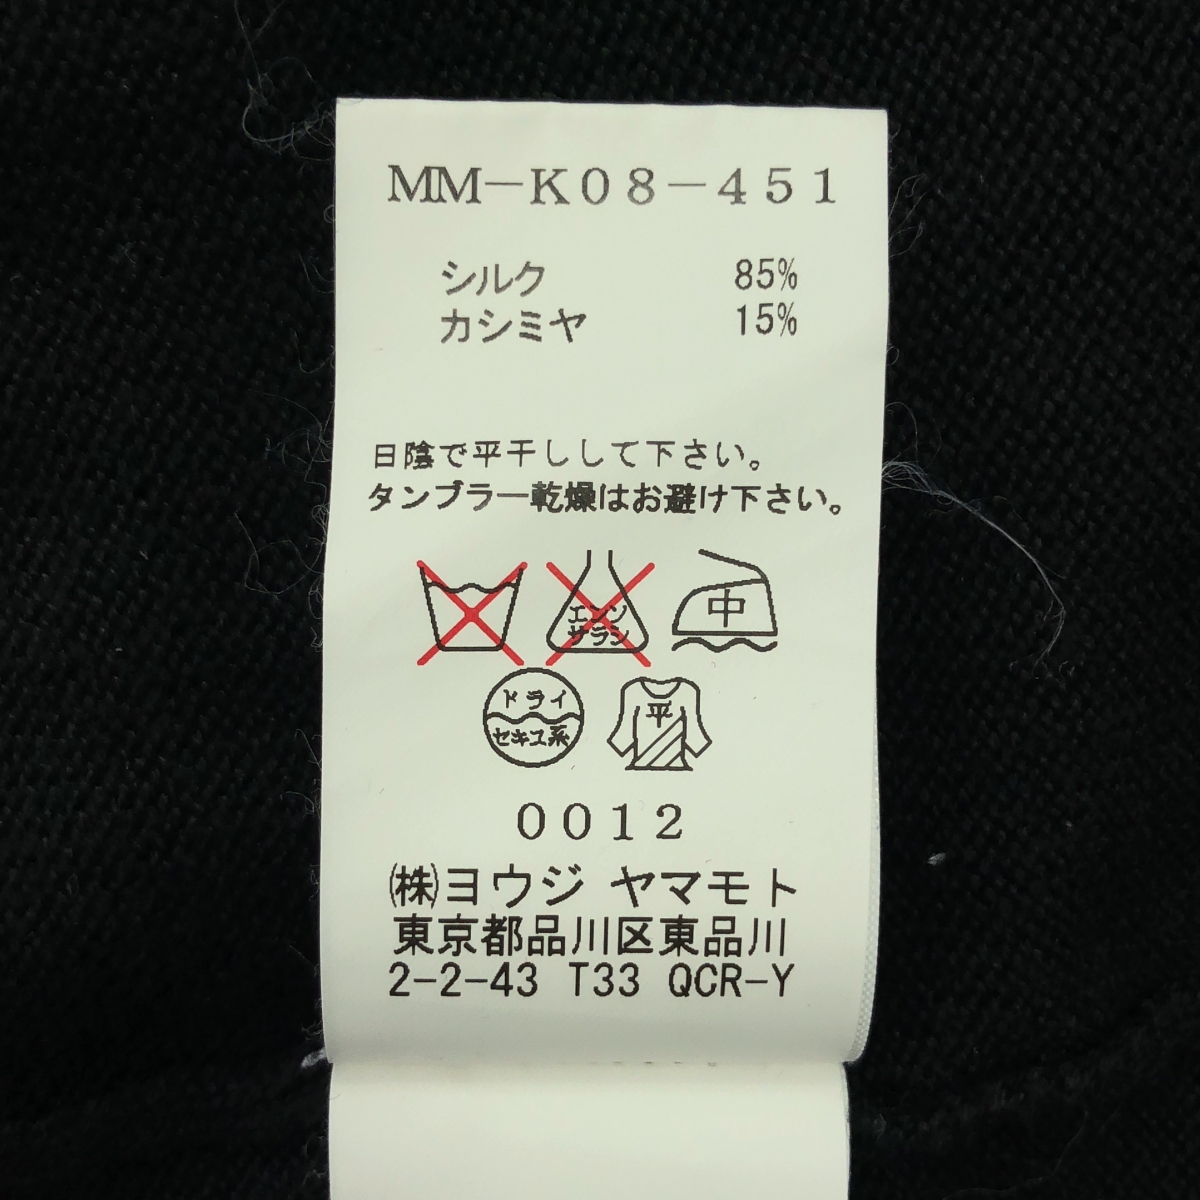 MM－K08－451
シルク 85%
カシミヤ 15%
日陰で平干しして下さい。
タンブラー乾燥はお避け下さい。
エンソ
サラシ
中
ドライ
セキユ系
平
0012
㈱ヨウジ ヤマモト
東京都品川区東品川
2-2-43 T33 QCR-Y